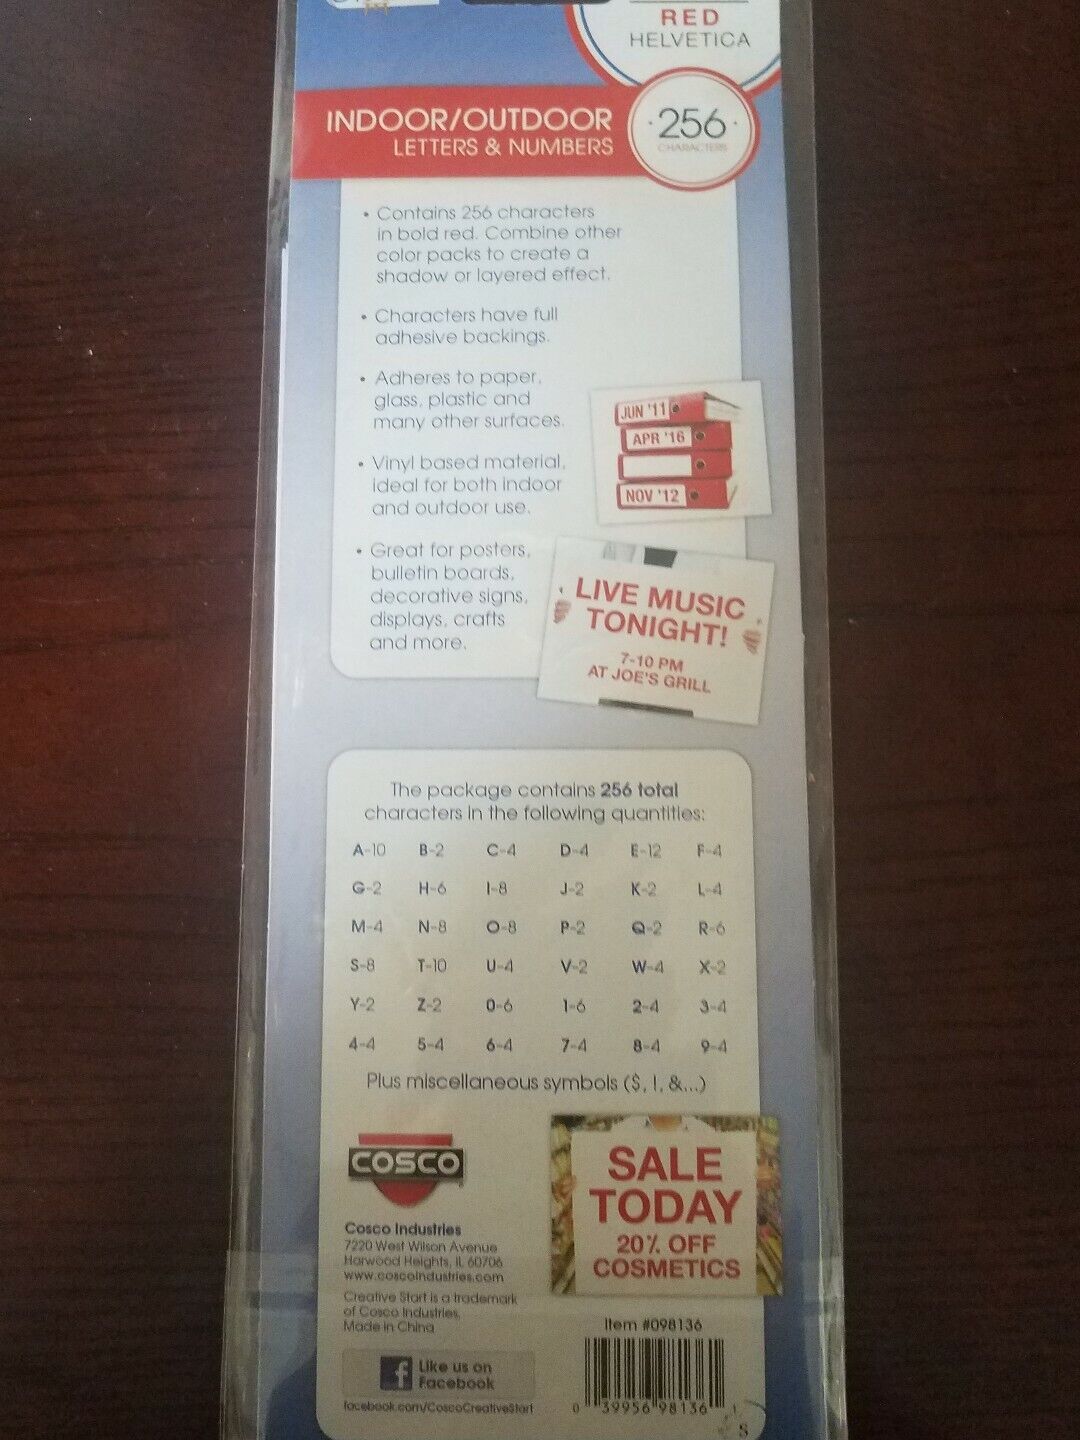 RED
HELVETICA
INDOOR/OUTDOOR
LETTERS & NUMBERS
·256·
CHARACTERS
• Contains 256 characters
in bold red. Combine other
color packs to create a
shadow or layered effect.
• Characters have full
adhesive backings.
• Adheres to paper,
glass, plastic and
many other surfaces.
• Vinyl based material,
ideal for both indoor
and outdoor use.
• Great for posters,
bulletin boards,
decorative signs,
displays, crafts
and more.
JUN '11
APR '16
NOV '12
LIVE MUSIC
TONIGHT!
7-10 PM
AT JOE'S GRILL
The package contains 256 total
characters in the following quantities:
A-10 B-2 C-4 D-4 E-12 F-4
G-2 H-6 I-8 J-2 K-2 L-4
M-4 N-8 O-8 P-2 Q-2 R-6
S-8 T-10 U-4 V-2 W-4 X-2
Y-2 Z-2 0-6 1-6 2-4 3-4
4-4 5-4 6-4 7-4 8-4 9-4
Plus miscellaneous symbols ($, !, &...)
COSCO
Cosco Industries
7220 West Wilson Avenue
Harwood Heights, IL 60706
www.coscoindustries.com
Creative Start is a trademark
of Cosco Industries.
Made in China
Like us on
Facebook
facebook.com/CoscoCreativeStart
SALE
TODAY
20% OFF
COSMETICS
Item #098136
0 39956 98136 1
S